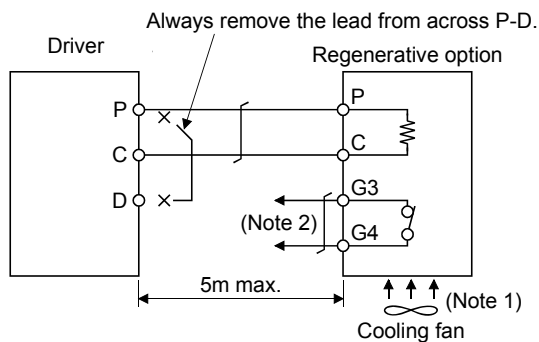 Always remove the lead from across P-D.
Driver
Regenerative option
P
P
C
C
D
G3
(Note 2)
G4
5m max.
(Note 1)
Cooling fan